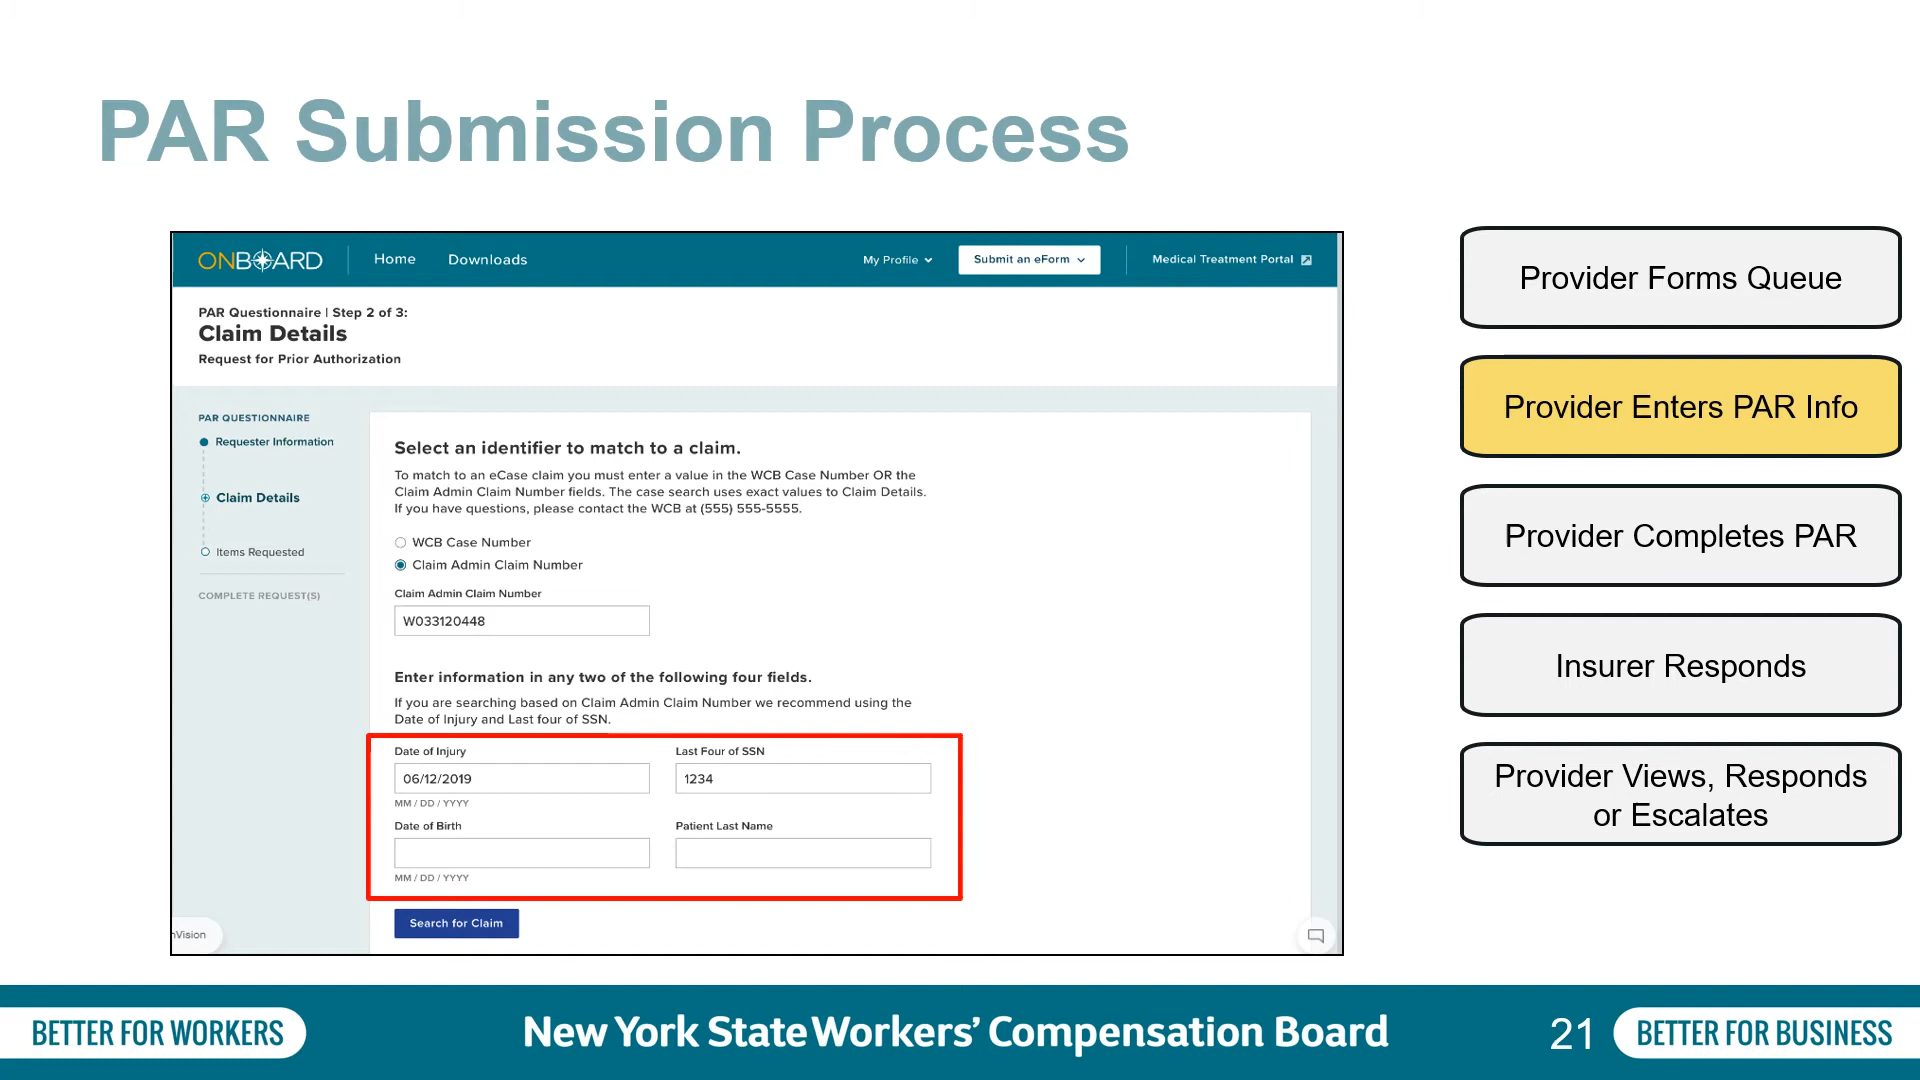 PAR Submission Process
ONBOARD
Home
Downloads
My Profile
Submit an eForm
Medical Treatment Portal
PAR Questionnaire | Step 2 of 3:
Claim Details
Request for Prior Authorization
PAR QUESTIONNAIRE
Requester Information
Claim Details
Items Requested
COMPLETE REQUEST(S)
Select an identifier to match to a claim.
To match to an eCase claim you must enter a value in the WCB Case Number OR the
Claim Admin Claim Number fields. The case search uses exact values to Claim Details.
If you have questions, please contact the WCB at (555) 555-5555.
WCB Case Number
Claim Admin Claim Number
Claim Admin Claim Number
W033120448
Enter information in any two of the following four fields.
If you are searching based on Claim Admin Claim Number we recommend using the
Date of Injury and Last four of SSN.
Date of Injury
Last Four of SSN
06/12/2019
1234
MM / DD / YYYY
Date of Birth
Patient Last Name
MM / DD / YYYY
Search for Claim
nVision
Provider Forms Queue
Provider Enters PAR Info
Provider Completes PAR
Insurer Responds
Provider Views, Responds
or Escalates
BETTER FOR WORKERS
New York State Workers' Compensation Board
21
BETTER FOR BUSINESS